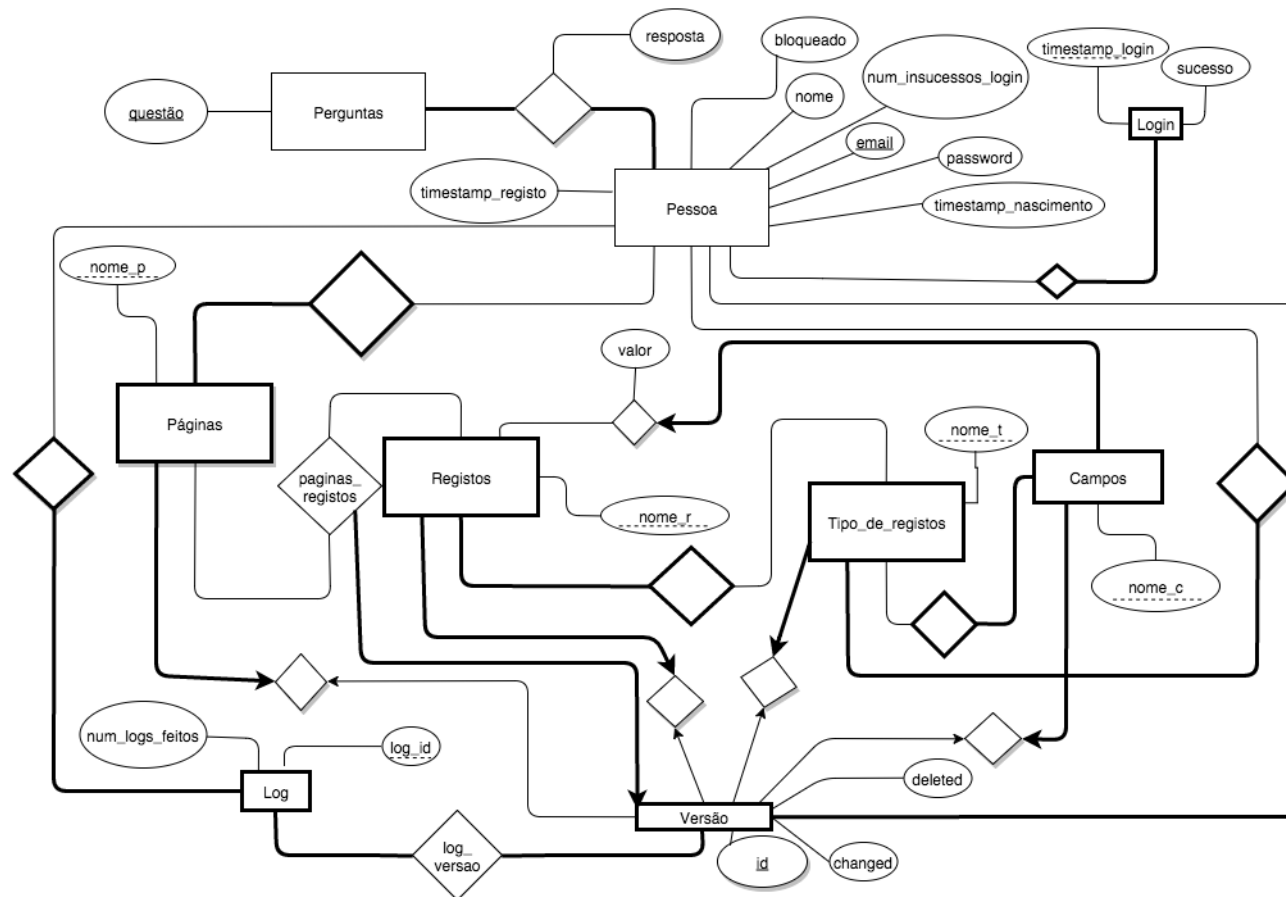 resposta
bloqueado
timestamp_login
num_insucessos_login
sucesso
nome
questão
Perguntas
Login
email
password
timestamp_registo
Pessoa
timestamp_nascimento
nome_p
valor
Páginas
nome_t
paginas_
registos
Registos
Campos
nome_r
Tipo_de_registos
nome_c
num_logs_feitos
log_id
deleted
Log
Versão
log_
versao
id
changed